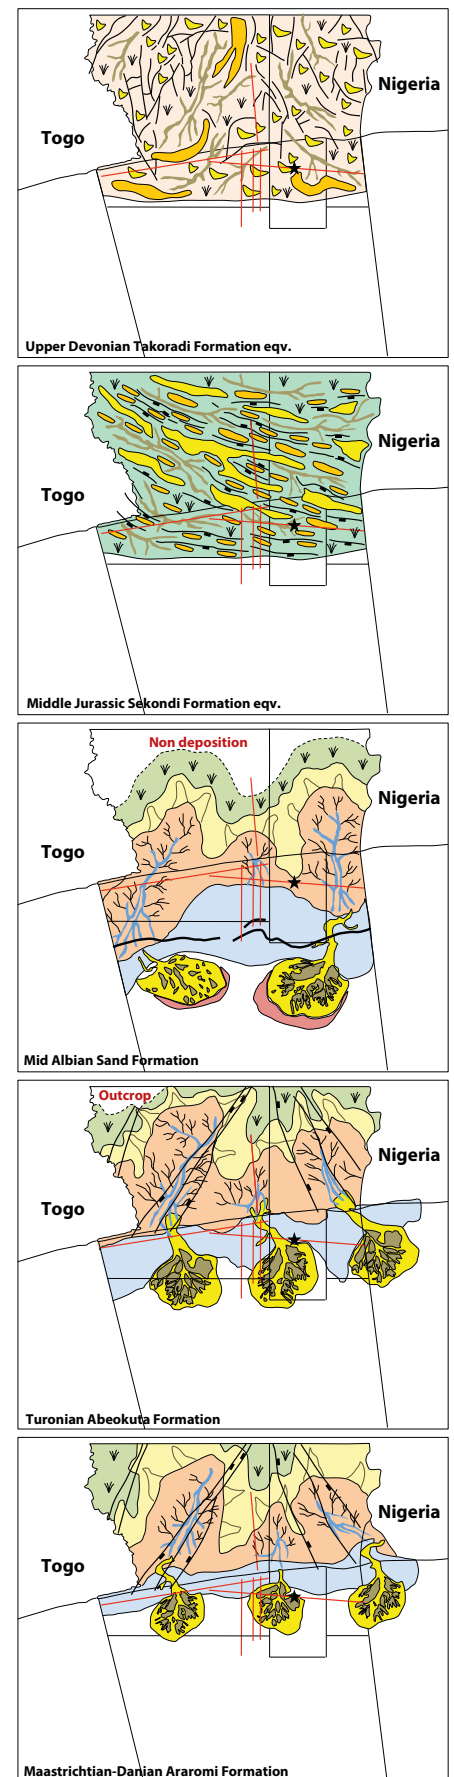 Nigeria
Togo
Upper Devonian Takoradi Formation eqv.
Nigeria
Togo
Middle Jurassic Sekondi Formation eqv.
Non deposition
Nigeria
Togo
Mid Albian Sand Formation
Outcrop
Nigeria
Togo
Turonian Abeokuta Formation
Nigeria
Togo
Maastrichtian-Danian Araromi Formation